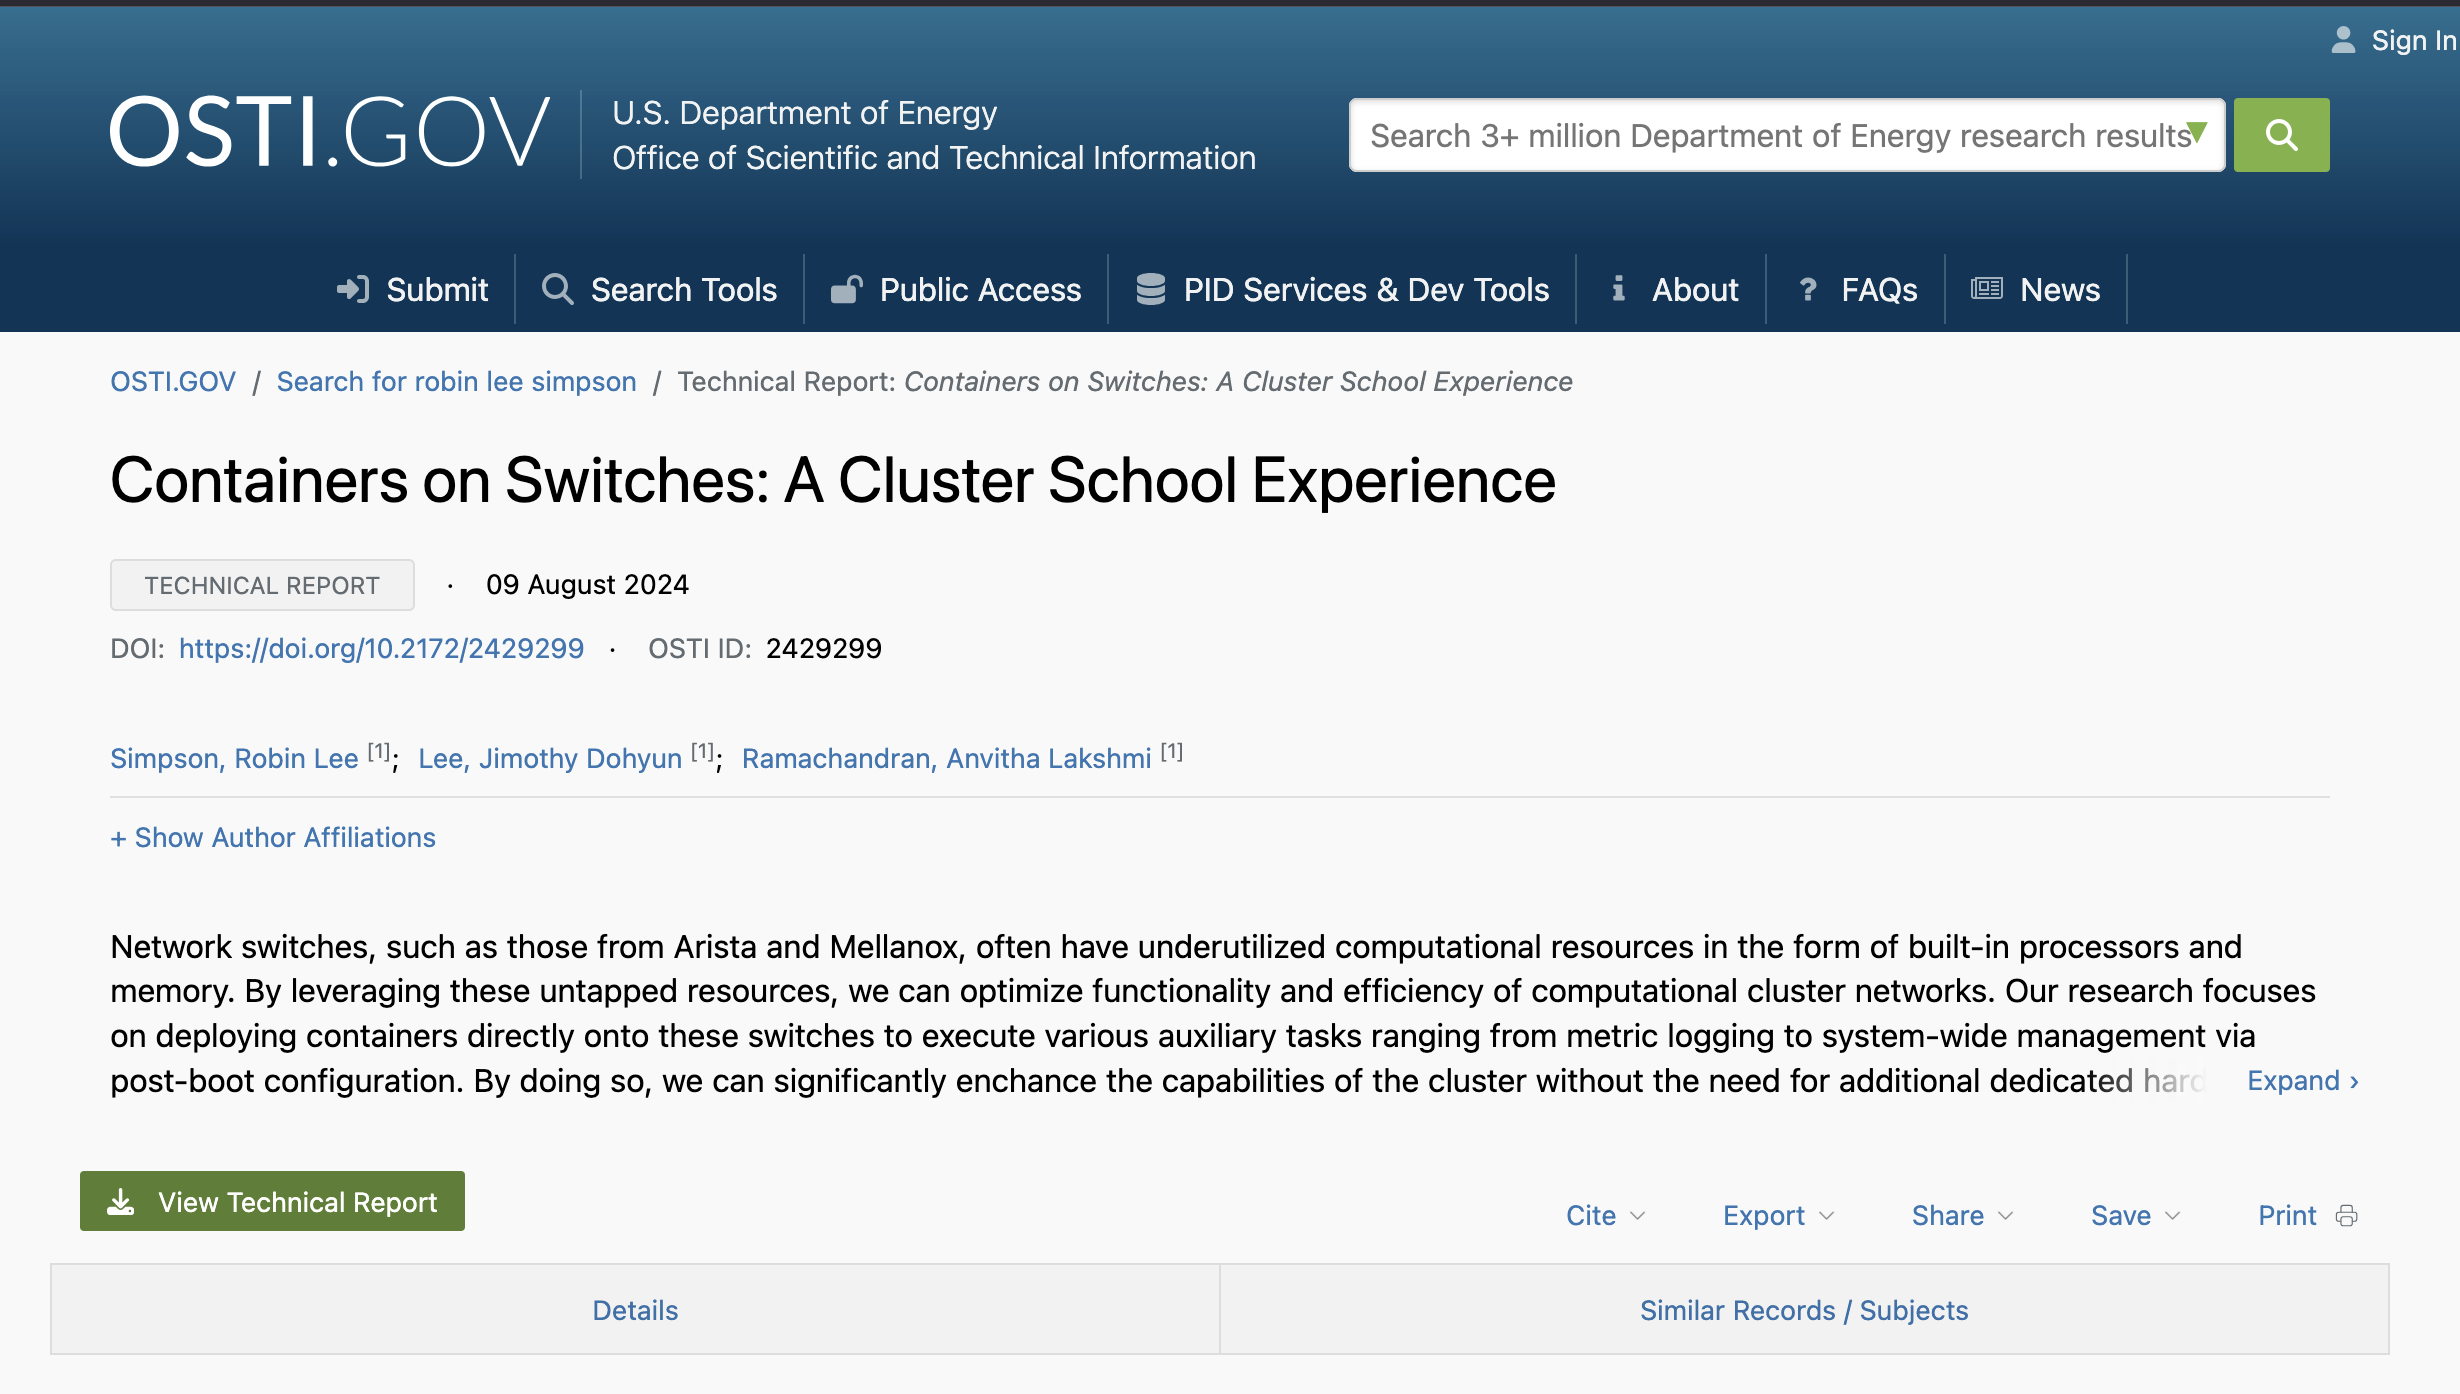 Sign In
OSTI.GOV
U.S. Department of Energy
Office of Scientific and Technical Information
Search 3+ million Department of Energy research results
Submit
Search Tools
Public Access
PID Services & Dev Tools
About
FAQs
News
OSTI.GOV / Search for robin lee simpson / Technical Report: Containers on Switches: A Cluster School Experience
Containers on Switches: A Cluster School Experience
TECHNICAL REPORT · 09 August 2024
DOI: https://doi.org/10.2172/2429299 · OSTI ID: 2429299
Simpson, Robin Lee [1]; Lee, Jimothy Dohyun [1]; Ramachandran, Anvitha Lakshmi [1]
+ Show Author Affiliations
Network switches, such as those from Arista and Mellanox, often have underutilized computational resources in the form of built-in processors and
memory. By leveraging these untapped resources, we can optimize functionality and efficiency of computational cluster networks. Our research focuses
on deploying containers directly onto these switches to execute various auxiliary tasks ranging from metric logging to system-wide management via
post-boot configuration. By doing so, we can significantly enchance the capabilities of the cluster without the need for additional dedicated hard Expand ›
View Technical Report
Cite
Export
Share
Save
Print
Details
Similar Records / Subjects